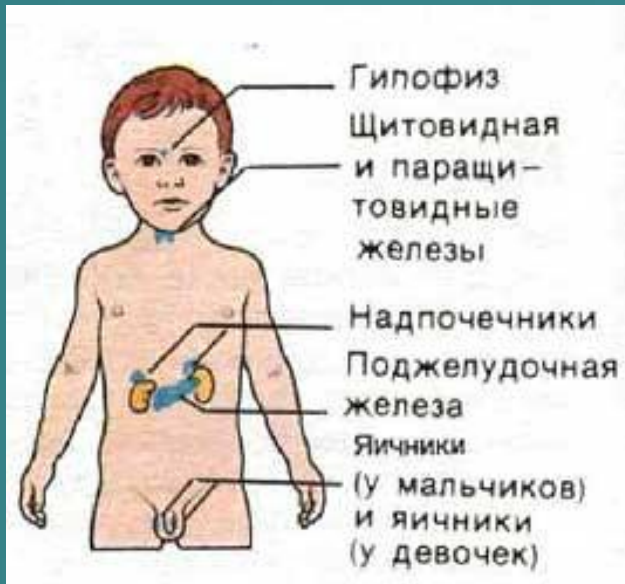 Гипофиз
Щитовидная
и паращи-
товидные
железы
Надпочечники
Поджелудочная
железа
Яичники
(у мальчиков)
и яичники
(у девочек)